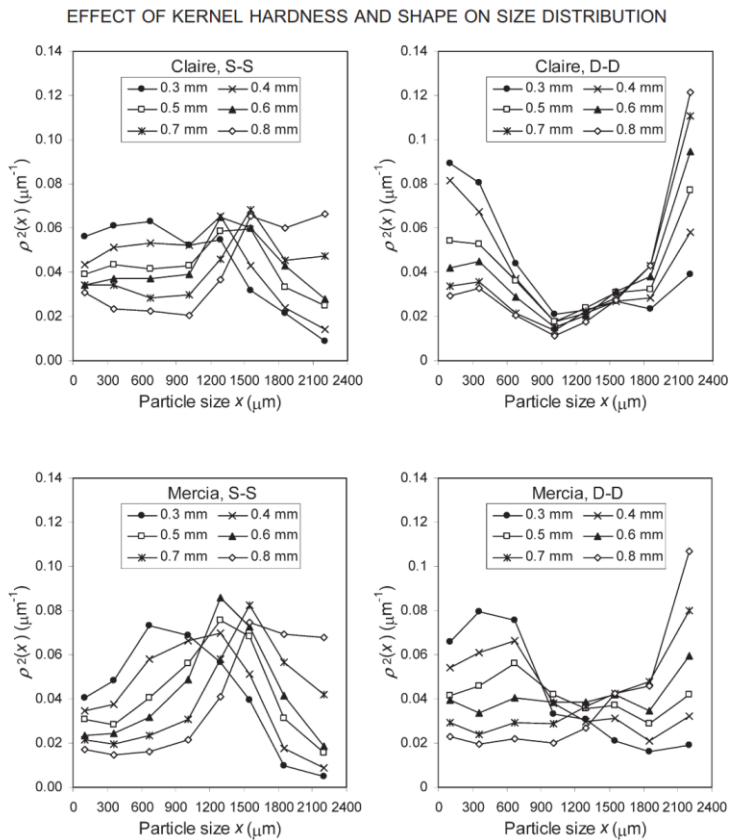 EFFECT OF KERNEL HARDNESS AND SHAPE ON SIZE DISTRIBUTION
Claire, S-S
0.3 mm 0.4 mm
0.5 mm 0.6 mm
0.7 mm 0.8 mm
0.14
0.12
0.10
0.08
0.06
0.04
0.02
0.00
ρ²(x) (μm⁻¹)
0 300 600 900 1200 1500 1800 2100 2400
Particle size x (μm)
Claire, D-D
0.3 mm 0.4 mm
0.5 mm 0.6 mm
0.7 mm 0.8 mm
0.14
0.12
0.1
0.08
0.06
0.04
0.02
0
ρ²(x) (μm⁻¹)
0 300 600 900 1200 1500 1800 2100 2400
Particle size x (μm)
Mercia, S-S
0.3 mm 0.4 mm
0.5 mm 0.6 mm
0.7 mm 0.8 mm
0.14
0.12
0.10
0.08
0.06
0.04
0.02
0.00
ρ²(x) (μm⁻¹)
0 300 600 900 1200 1500 1800 2100 2400
Particle size x (μm)
Mercia, D-D
0.3 mm 0.4 mm
0.5 mm 0.6 mm
0.7 mm 0.8 mm
0.14
0.12
0.10
0.08
0.06
0.04
0.02
0
ρ²(x) (μm⁻¹)
0 300 600 900 1200 1500 1800 2100 2400
Particle size x (μm)